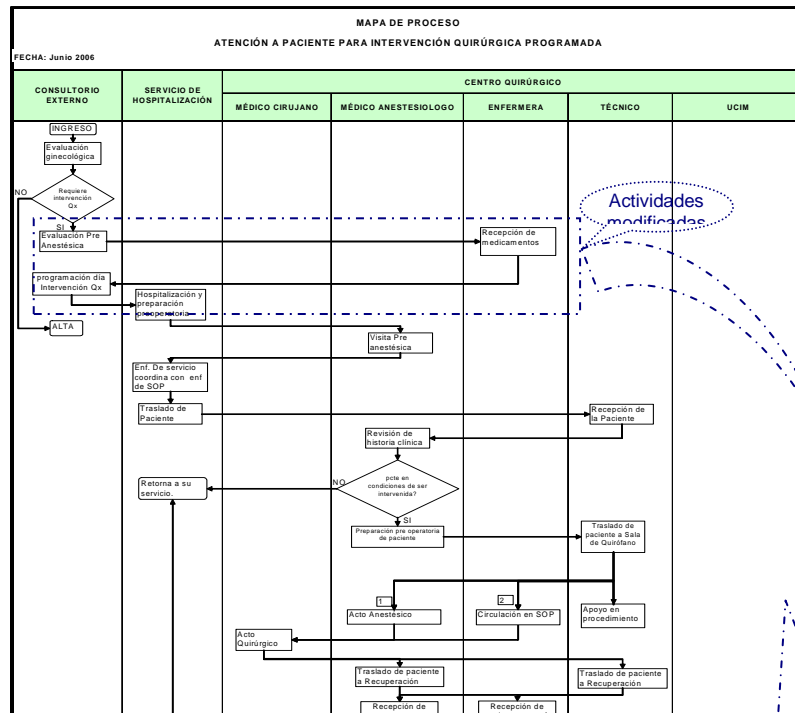 MAPA DE PROCESO
ATENCIÓN A PACIENTE PARA INTERVENCIÓN QUIRÚRGICA PROGRAMADA
FECHA: Junio 2006
CONSULTORIO
EXTERNO
SERVICIO DE
HOSPITALIZACIÓN
CENTRO QUIRÚRGICO
MÉDICO CIRUJANO
MÉDICO ANESTESIOLOGO
ENFERMERA
TÉCNICO
UCIM
INGRESO
Evaluación
ginecológica
NO
Requiere
intervención
Qx
Actividades
modificadas
SI
Evaluación Pre
Anestésica
Recepción de
medicamentos
programación día
Intervención Qx
Hospitalización y
preparación
preoperatoria
ALTA
Visita Pre
anestésica
Enf. De servicio
coordina con enf
de SOP
Traslado de
Paciente
Recepción de
la Paciente
Revisión de
historia clínica
Retorna a su
servicio.
NO
pcte en
condiciones de ser
intervenida?
SI
Preparación pre operatoria
de paciente
Traslado de
paciente a Sala
de Quirófano
1
2
Acto Anestésico
Circulación en SOP
Apoyo en
procedimiento
Acto
Quirúrgico
Traslado de paciente
a Recuperación
Traslado de paciente
a Recuperación
Recepción de
Recepción de